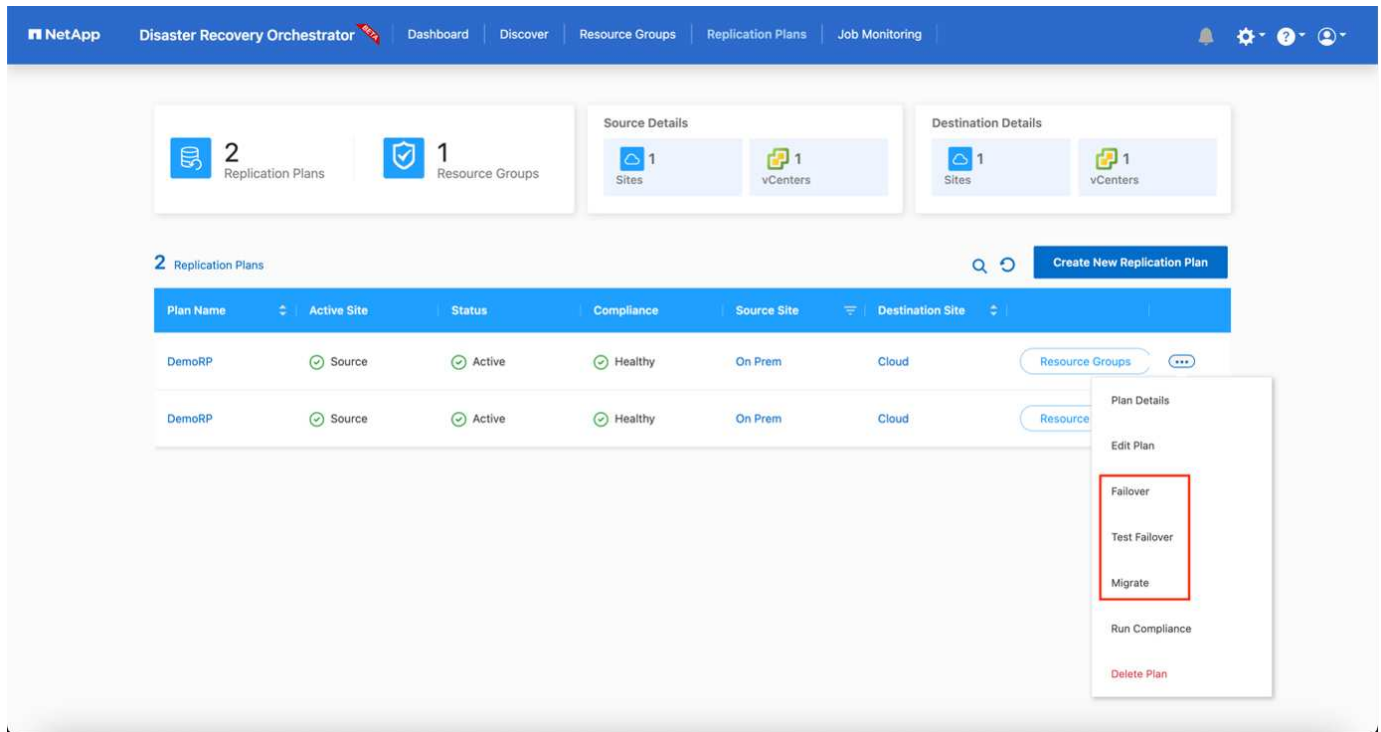 NetApp Disaster Recovery Orchestrator BETA Dashboard Discover Resource Groups Replication Plans Job Monitoring
Source Details Destination Details
2 Replication Plans
1 Resource Groups
1 Sites
1 vCenters
1 Sites
1 vCenters
2 Replication Plans Create New Replication Plan
Plan Name Active Site Status Compliance Source Site Destination Site
DemoRP Source Active Healthy On Prem Cloud Resource Groups
DemoRP Source Active Healthy On Prem Cloud Resource
Plan Details
Edit Plan
Failover
Test Failover
Migrate
Run Compliance
Delete Plan